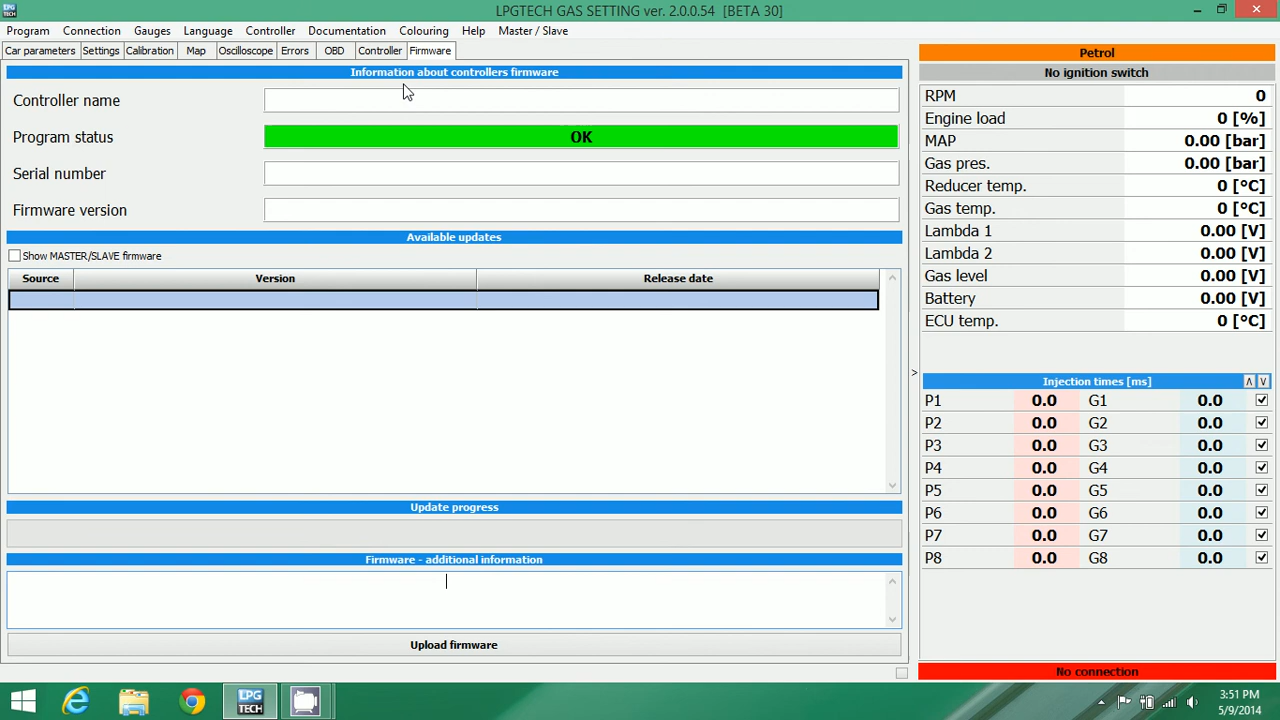 LPGTECH GAS SETTING ver. 2.0.0.54 [BETA 30]
Program Connection Gauges Language Controller Documentation Colouring Help Master / Slave
Car parameters Settings Calibration Map Oscilloscope Errors OBD Controller Firmware
Information about controllers firmware
Controller name
Program status OK
Serial number
Firmware version
Available updates
Show MASTER/SLAVE firmware
Source Version Release date
Update progress
Firmware - additional information
Upload firmware
Petrol
No ignition switch
RPM 0
Engine load 0 [%]
MAP 0.00 [bar]
Gas pres. 0.00 [bar]
Reducer temp. 0 [°C]
Gas temp. 0 [°C]
Lambda 1 0.00 [V]
Lambda 2 0.00 [V]
Gas level 0.00 [V]
Battery 0.00 [V]
ECU temp. 0 [°C]
>
Injection times [ms]
P1 0.0 G1 0.0
P2 0.0 G2 0.0
P3 0.0 G3 0.0
P4 0.0 G4 0.0
P5 0.0 G5 0.0
P6 0.0 G6 0.0
P7 0.0 G7 0.0
P8 0.0 G8 0.0
No connection
LPG
TECH
3:51 PM
5/9/2014